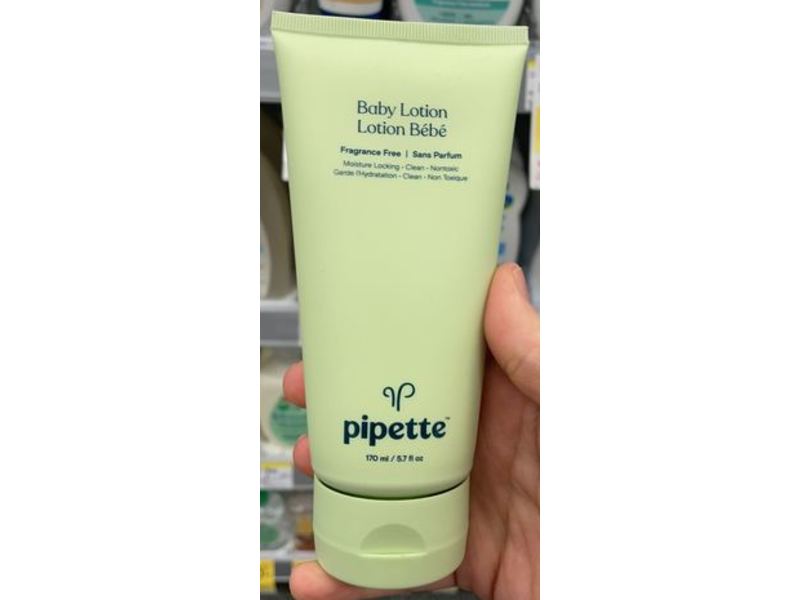 Baby Lotion
Lotion Bébé
Fragrance Free | Sans Parfum
Moisture Locking - Clean - Nontoxic
Garde l'Hydratation - Clean - Non Toxique
pipette™
170 ml / 5.7 fl oz